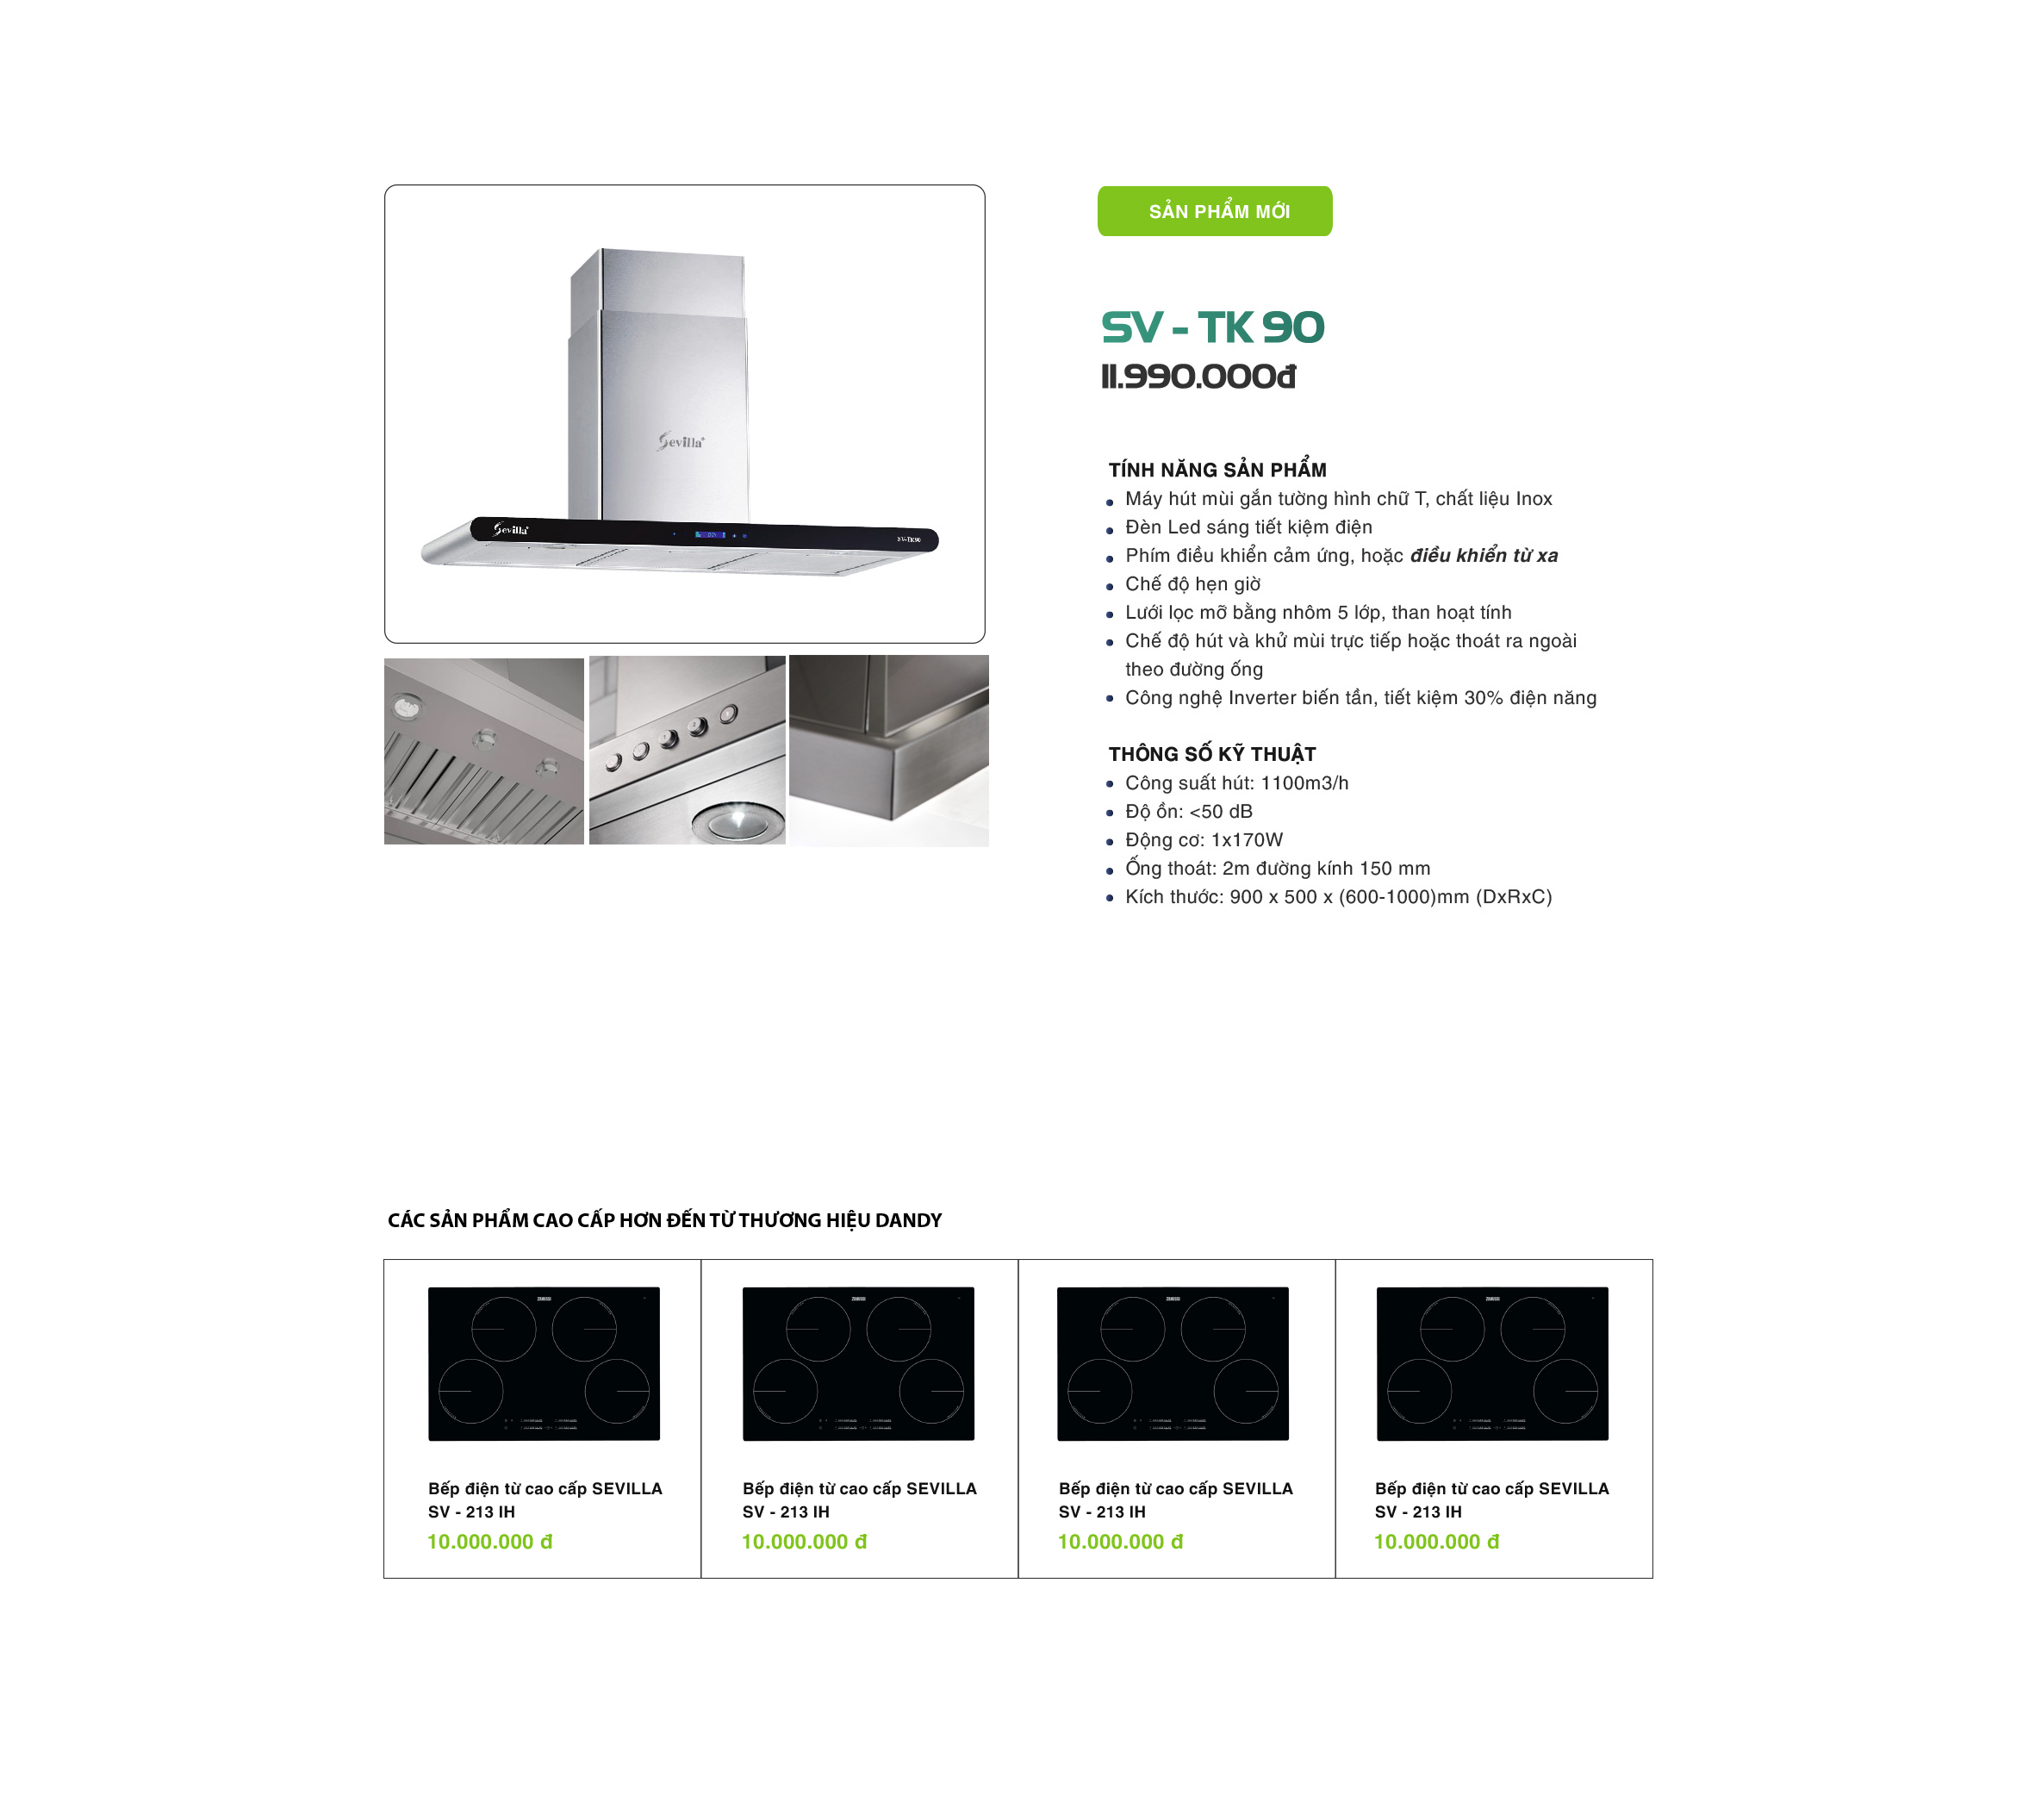 SẢN PHẨM MỚI
SV - TK 90
11.990.000đ
Sevilla+
Sevilla+
SV-TK90
TÍNH NĂNG SẢN PHẨM
Máy hút mùi gắn tường hình chữ T, chất liệu Inox
Đèn Led sáng tiết kiệm điện
Phím điều khiển cảm ứng, hoặc điều khiển từ xa
Chế độ hẹn giờ
Lưới lọc mỡ bằng nhôm 5 lớp, than hoạt tính
Chế độ hút và khử mùi trực tiếp hoặc thoát ra ngoài
theo đường ống
Công nghệ Inverter biến tần, tiết kiệm 30% điện năng
THÔNG SỐ KỸ THUẬT
Công suất hút: 1100m3/h
Độ ồn: <50 dB
Động cơ: 1x170W
Ống thoát: 2m đường kính 150 mm
Kích thước: 900 x 500 x (600-1000)mm (DxRxC)
CÁC SẢN PHẨM CAO CẤP HƠN ĐẾN TỪ THƯƠNG HIỆU DANDY
Bếp điện từ cao cấp SEVILLA
SV - 213 IH
10.000.000 đ
Bếp điện từ cao cấp SEVILLA
SV - 213 IH
10.000.000 đ
Bếp điện từ cao cấp SEVILLA
SV - 213 IH
10.000.000 đ
Bếp điện từ cao cấp SEVILLA
SV - 213 IH
10.000.000 đ